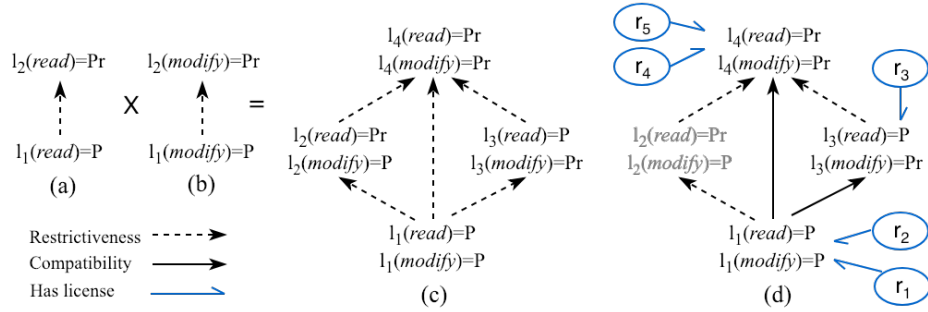 l₂(read)=Pr
l₁(read)=P
(a)
X
l₂(modify)=Pr
l₁(modify)=P
(b)
=
l₄(read)=Pr
l₄(modify)=Pr
l₂(read)=Pr
l₂(modify)=P
l₃(read)=P
l₃(modify)=Pr
l₁(read)=P
l₁(modify)=P
(c)
r₅
r₄
l₄(read)=Pr
l₄(modify)=Pr
r₃
l₂(read)=Pr
l₂(modify)=P
l₃(read)=P
l₃(modify)=Pr
l₁(read)=P
l₁(modify)=P
r₂
r₁
(d)
Restrictiveness
Compatibility
Has license